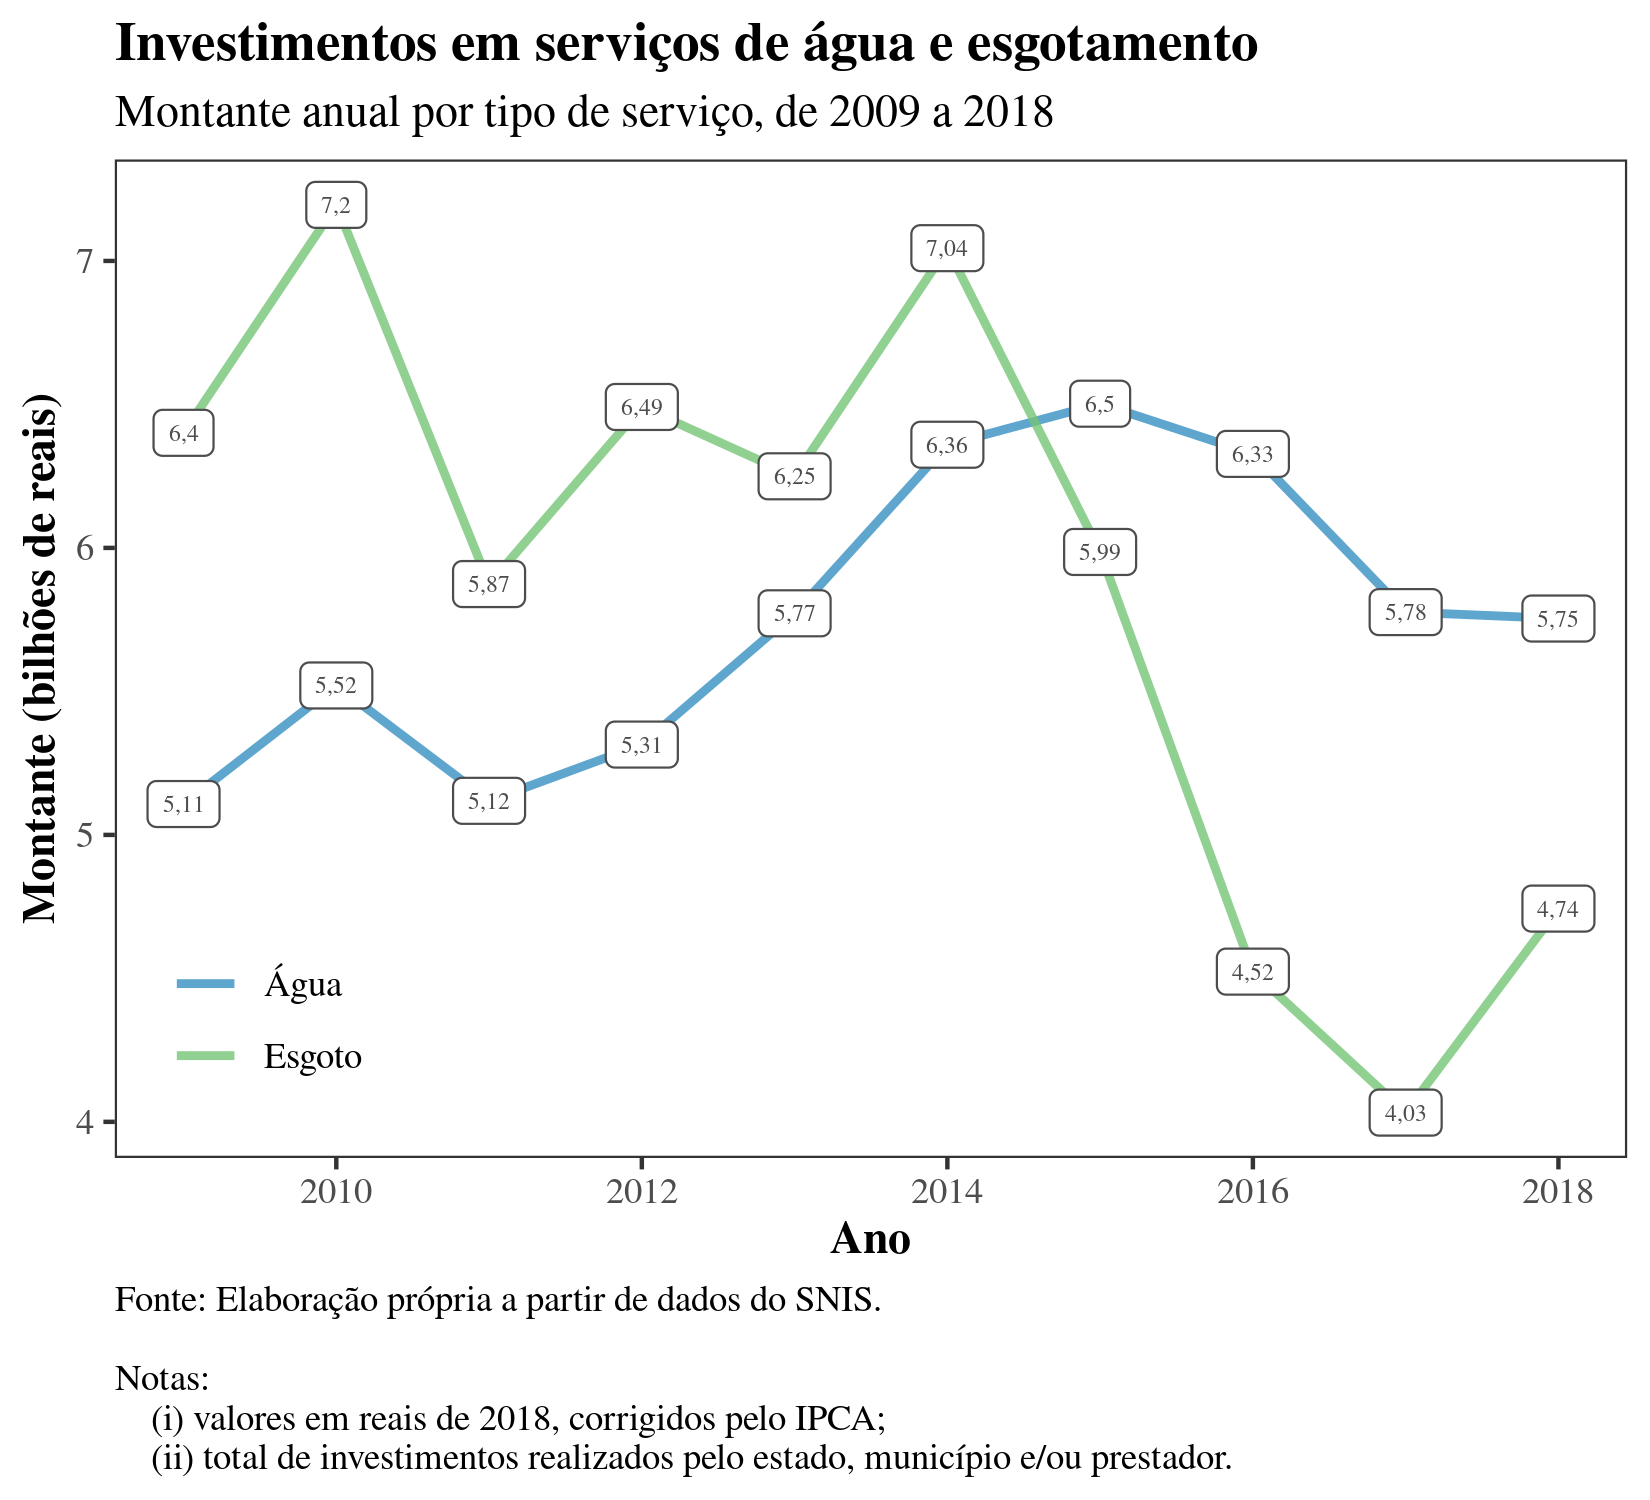 Investimentos em serviços de água e esgotamento
Montante anual por tipo de serviço, de 2009 a 2018
Montante (bilhões de reais)
7
6
5
4
7,2
7,04
6,4
6,49
6,5
6,36
6,33
6,25
5,99
5,87
5,77
5,78
5,75
5,52
5,31
5,11
5,12
4,74
4,52
4,03
Água
Esgoto
2010 2012 2014 2016 2018
Ano
Fonte: Elaboração própria a partir de dados do SNIS.
Notas:
(i) valores em reais de 2018, corrigidos pelo IPCA;
(ii) total de investimentos realizados pelo estado, município e/ou prestador.